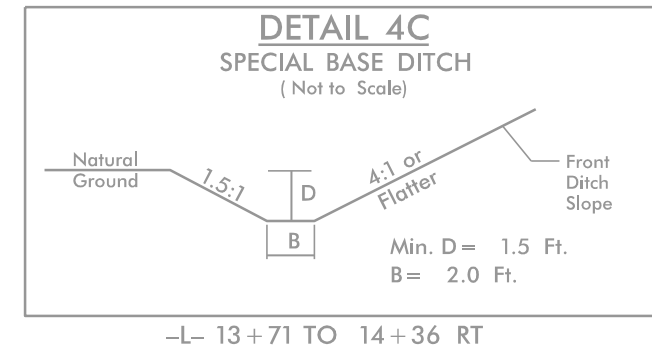 DETAIL 4C
SPECIAL BASE DITCH
( Not to Scale)
Natural
Ground
1.5:1
D
B
4:1 or
Flatter
Front
Ditch
Slope
Min. D = 1.5 Ft.
B = 2.0 Ft.
-L- 13+71 TO 14+36 RT